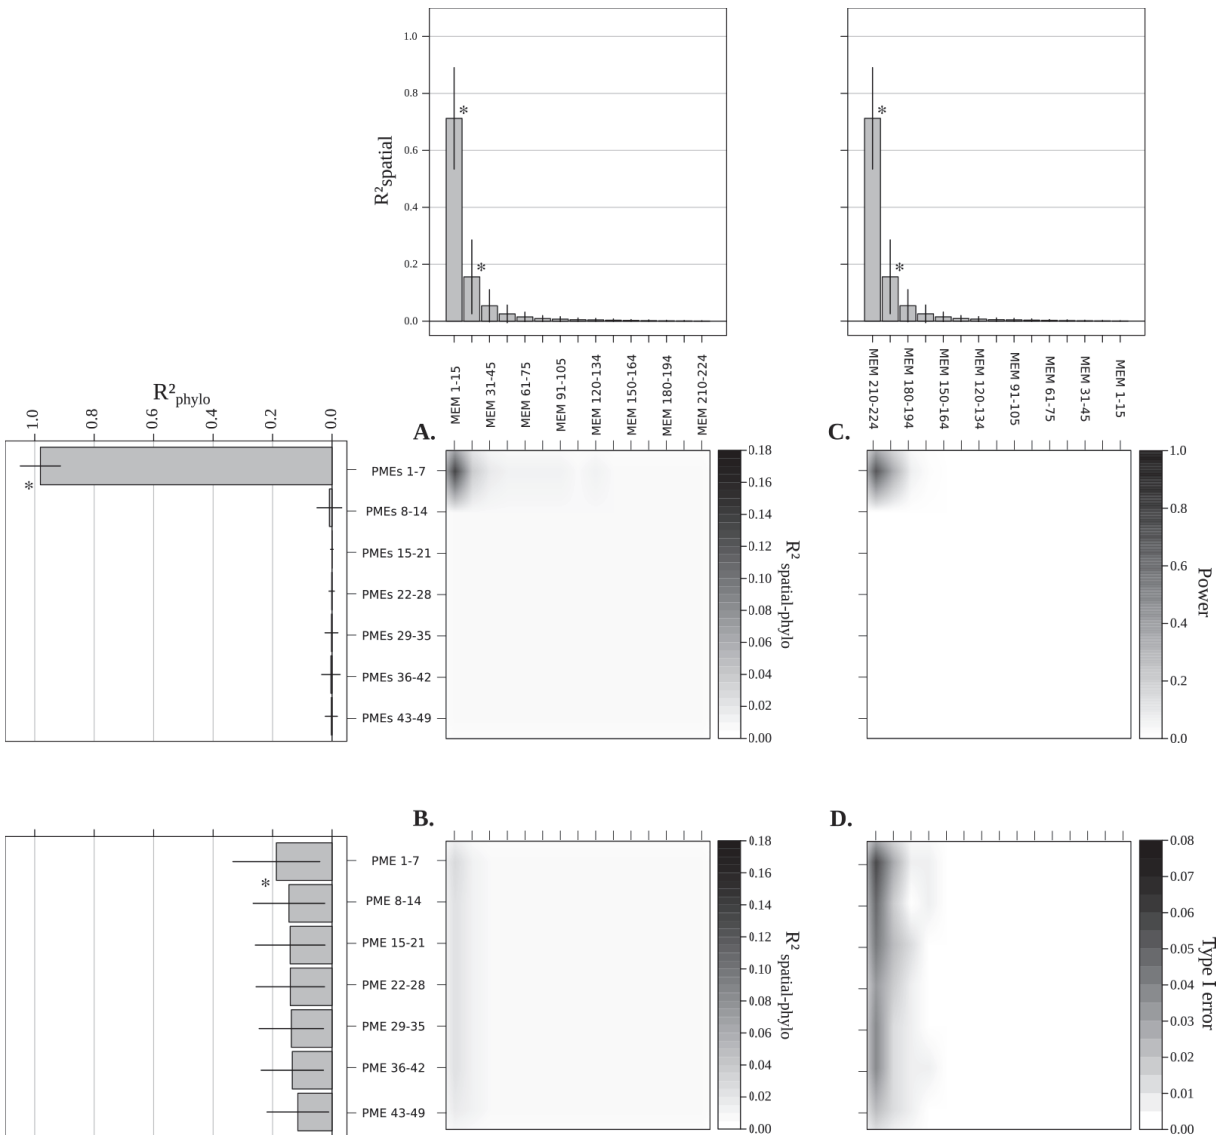 1.0
0.8
0.6
0.4
0.2
0.0
R²spatial
*
*
*
*
MEM 1-15
MEM 31-45
MEM 61-75
MEM 91-105
MEM 120-134
MEM 150-164
MEM 180-194
MEM 210-224
MEM 210-224
MEM 180-194
MEM 150-164
MEM 120-134
MEM 91-105
MEM 61-75
MEM 31-45
MEM 1-15
R²phylo
1.0
0.8
0.6
0.4
0.2
0.0
*
PMEs 1-7
PMEs 8-14
PMEs 15-21
PMEs 22-28
PMEs 29-35
PMEs 36-42
PMEs 43-49
A.
0.18
0.16
0.14
0.12
0.10
0.08
0.06
0.04
0.02
0.00
R² spatial-phylo
C.
1.0
0.8
0.6
0.4
0.2
0.0
Power
*
PME 1-7
PME 8-14
PME 15-21
PME 22-28
PME 29-35
PME 36-42
PME 43-49
B.
0.18
0.16
0.14
0.12
0.10
0.08
0.06
0.04
0.02
0.00
R² spatial-phylo
D.
0.08
0.07
0.06
0.05
0.04
0.03
0.02
0.01
0.00
Type I error